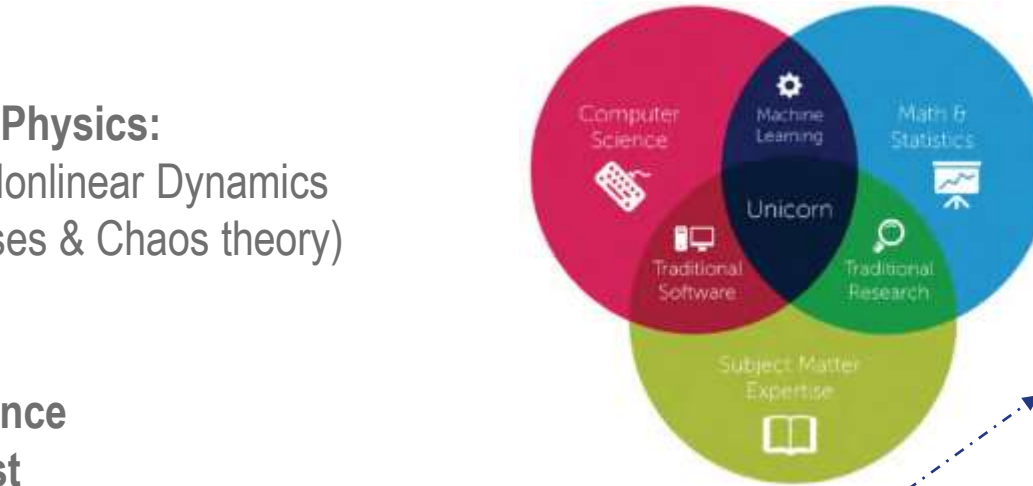 Physics:
onlinear Dynamics
ses & Chaos theory)
nce
st
Computer
Science
Machine
Learning
Math &
Statistics
Unicorn
Traditional
Software
Traditional
Research
Subject Matter
Expertise